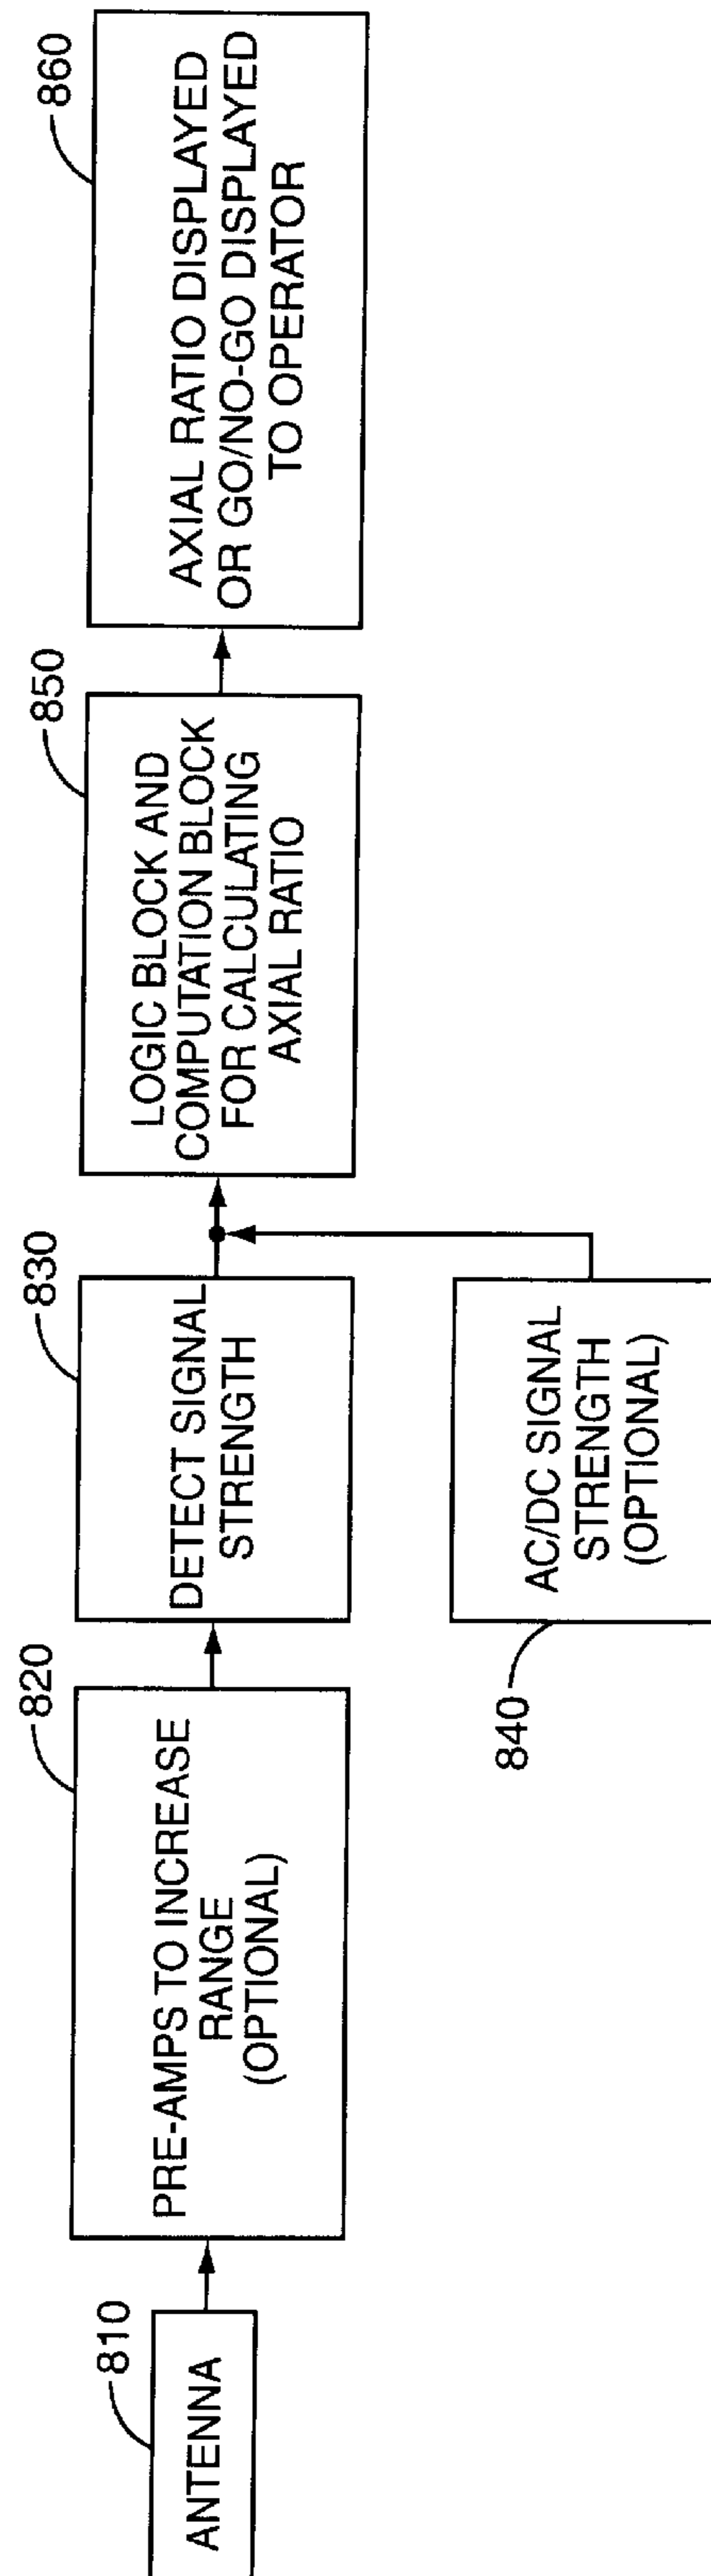 810
ANTENNA
820
PRE-AMPS TO INCREASE
RANGE
(OPTIONAL)
830
DETECT SIGNAL
STRENGTH
840
AC/DC SIGNAL
STRENGTH
(OPTIONAL)
850
LOGIC BLOCK AND
COMPUTATION BLOCK
FOR CALCULATING
AXIAL RATIO
860
AXIAL RATIO DISPLAYED
OR GO/NO-GO DISPLAYED
TO OPERATOR